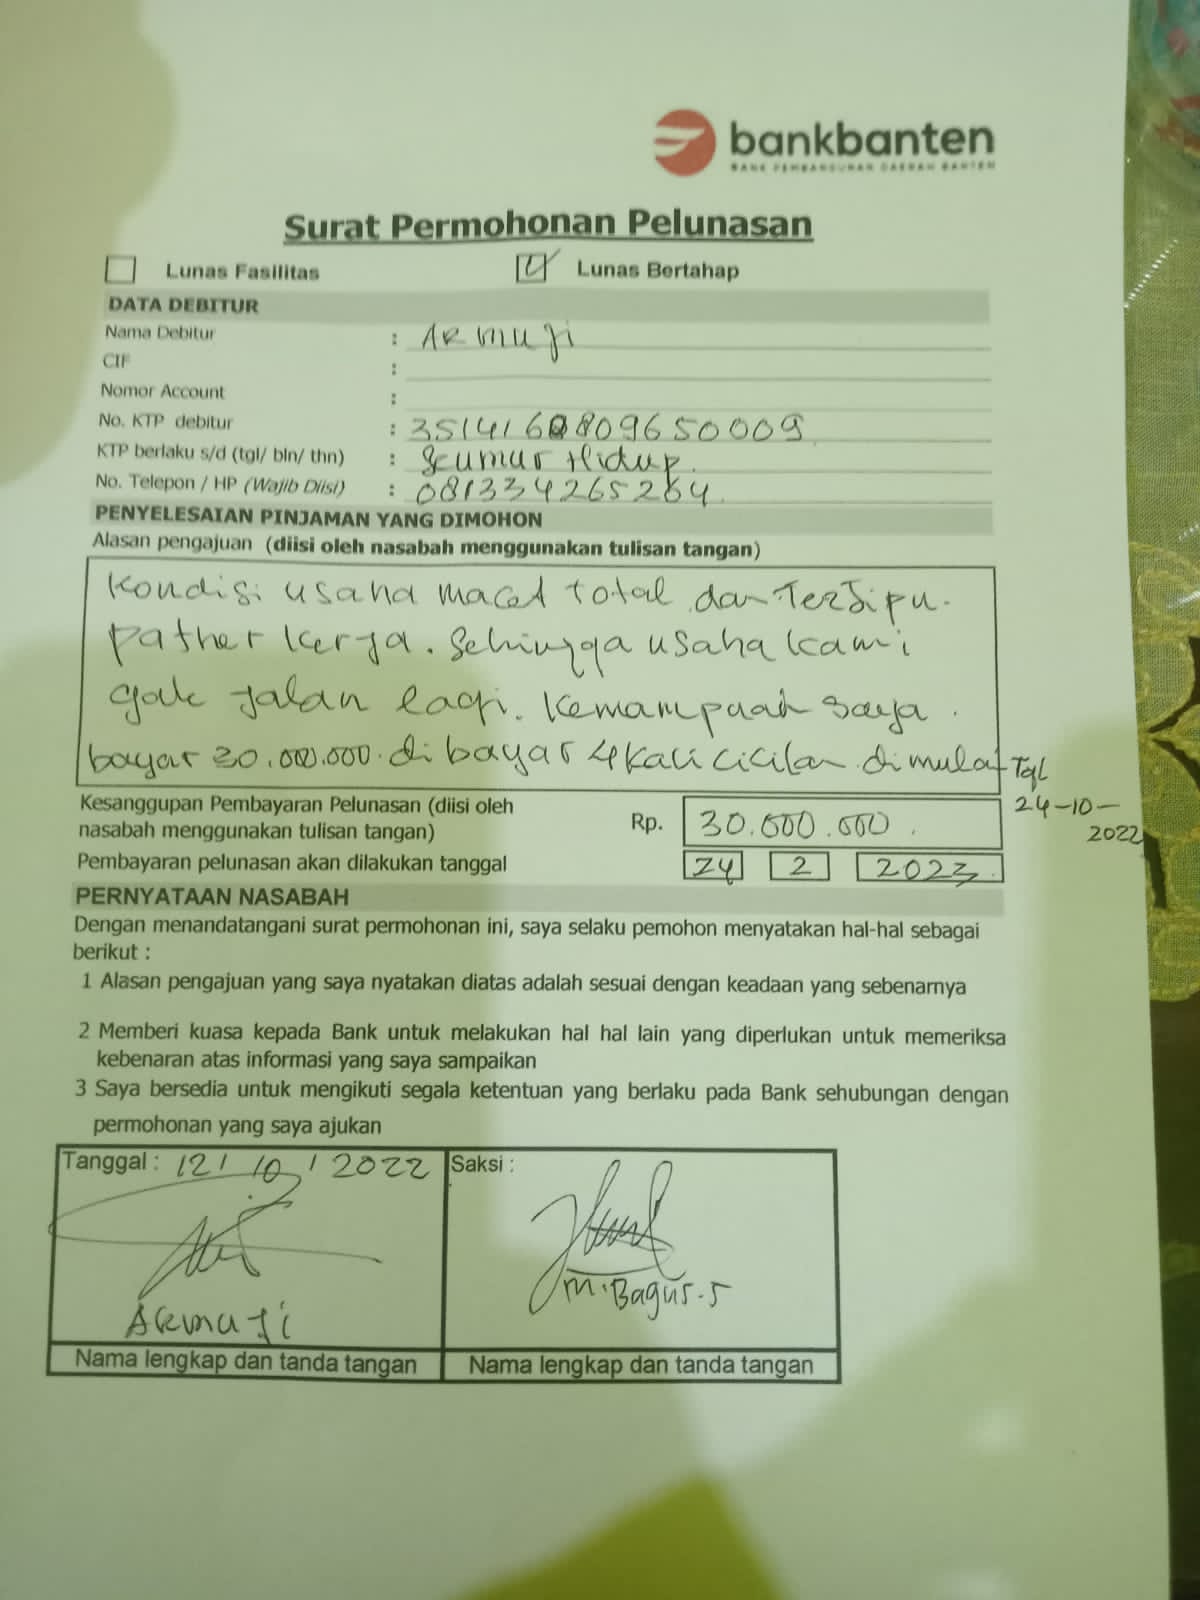 bankbanten
BANK PEMBANGUNAN DAERAH BANTEN
Surat Permohonan Pelunasan
Lunas Fasilitas
Lunas Bertahap
DATA DEBITUR
Nama Debitur : Armuji
CIF :
Nomor Account :
No. KTP debitur : 3514160809650009
KTP berlaku s/d (tgl/ bln/ thn) : Seumur Hidup.
No. Telepon / HP (Wajib Diisi) : 081334265264.
PENYELESAIAN PINJAMAN YANG DIMOHON
Alasan pengajuan (diisi oleh nasabah menggunakan tulisan tangan)
Kondisi usaha macet total dan Terdipu.
pather kerja. Sehingga usaha kami
gak jalan lagi. Kemampuah saya.
bayar 30.000.000. di bayar 4 kali cicilan dimulai Tgl
24-10-
2022
Kesanggupan Pembayaran Pelunasan (diisi oleh
nasabah menggunakan tulisan tangan) Rp. 30.000.000.
Pembayaran pelunasan akan dilakukan tanggal 24 2 2023
PERNYATAAN NASABAH
Dengan menandatangani surat permohonan ini, saya selaku pemohon menyatakan hal-hal sebagai
berikut :
1 Alasan pengajuan yang saya nyatakan diatas adalah sesuai dengan keadaan yang sebenarnya
2 Memberi kuasa kepada Bank untuk melakukan hal hal lain yang diperlukan untuk memeriksa
kebenaran atas informasi yang saya sampaikan
3 Saya bersedia untuk mengikuti segala ketentuan yang berlaku pada Bank sehubungan dengan
permohonan yang saya ajukan
Tanggal : 12 / 10 / 2022
Saksi :
Armuji
M. Bagus. S
Nama lengkap dan tanda tangan
Nama lengkap dan tanda tangan